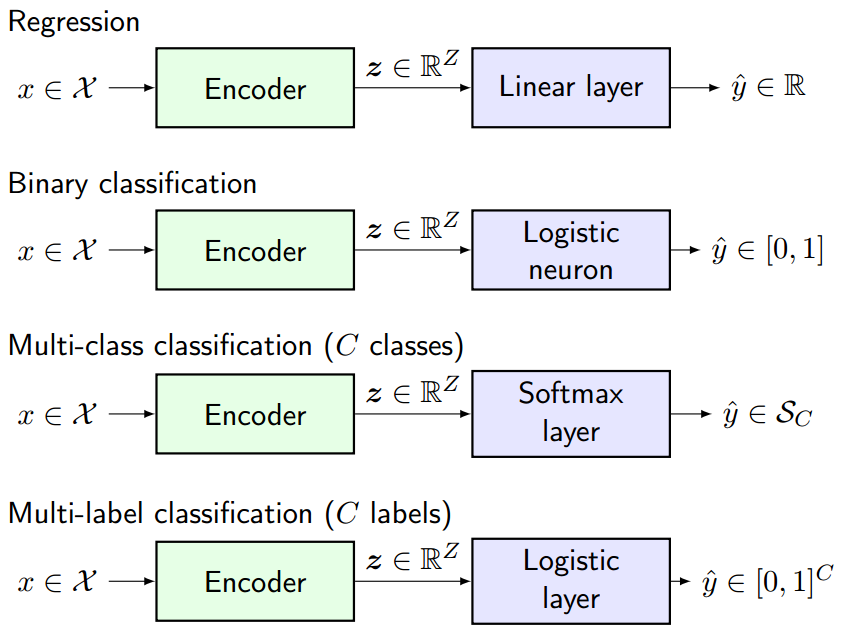 Regression
x ∈ 𝒳 Encoder z ∈ ℝ^Z Linear layer ŷ ∈ ℝ
Binary classification
x ∈ 𝒳 Encoder z ∈ ℝ^Z Logistic
neuron ŷ ∈ [0, 1]
Multi-class classification (C classes)
x ∈ 𝒳 Encoder z ∈ ℝ^Z Softmax
layer ŷ ∈ 𝒮_C
Multi-label classification (C labels)
x ∈ 𝒳 Encoder z ∈ ℝ^Z Logistic
layer ŷ ∈ [0, 1]^C